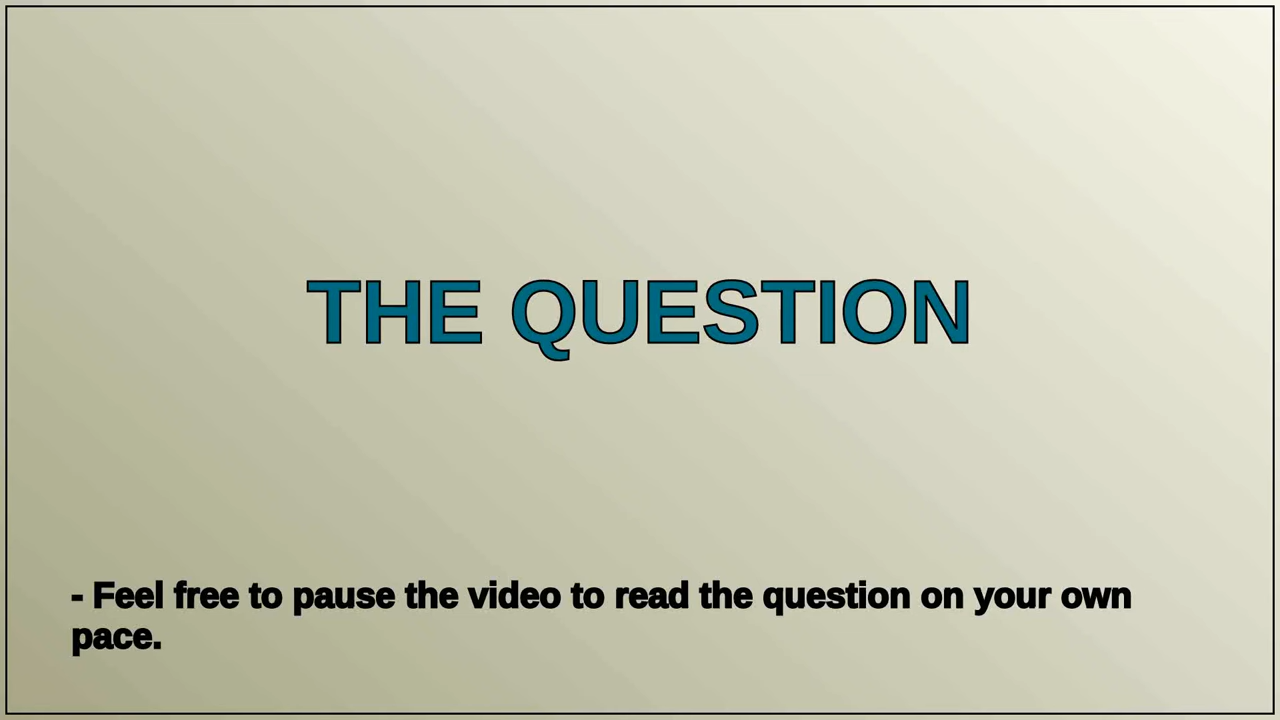 THE QUESTION
- Feel free to pause the video to read the question on your own
pace.